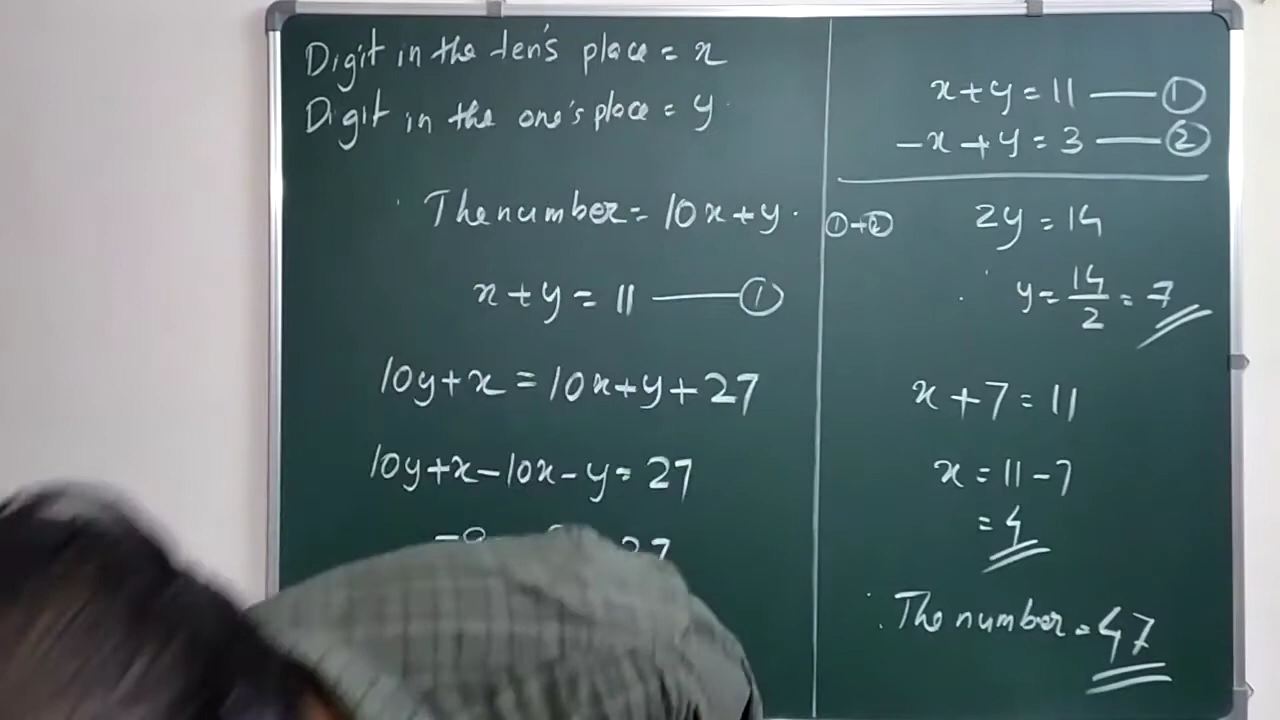 Digit in the ten's place = x
Digit in the one's place = y
The number = 10x + y.
x + y = 11 —— ①
10y + x = 10x + y + 27
10y + x - 10x - y = 27
-9 27
x + y = 11 —— ①
-x + y = 3 —— ②
①+② 2y = 14
y = 14/2 = 7
x + 7 = 11
x = 11 - 7
= 4
∴ The number = 47